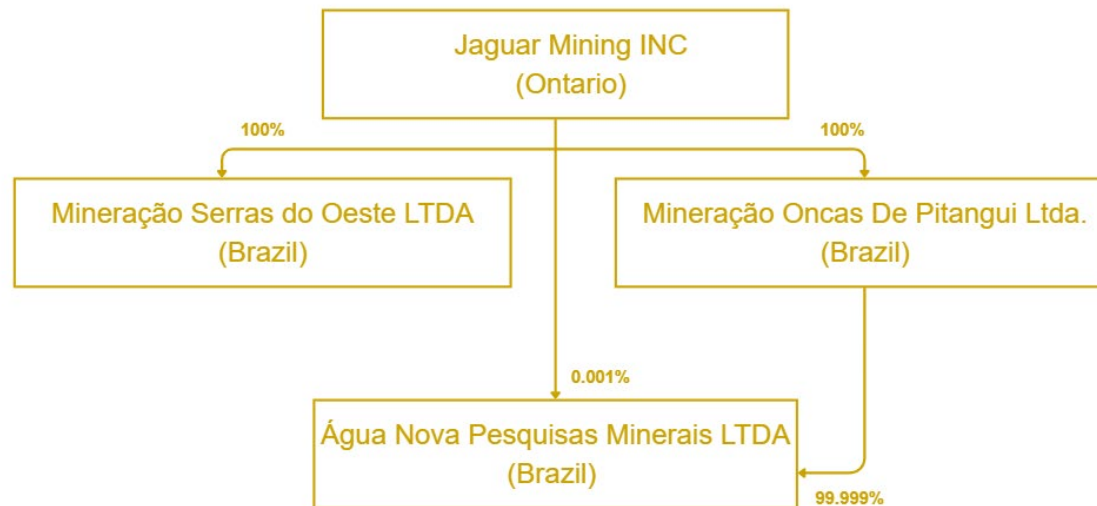 Jaguar Mining INC
(Ontario)
100%
100%
Mineração Serras do Oeste LTDA
(Brazil)
Mineração Oncas De Pitangui Ltda.
(Brazil)
0.001%
Água Nova Pesquisas Minerais LTDA
(Brazil)
99.999%